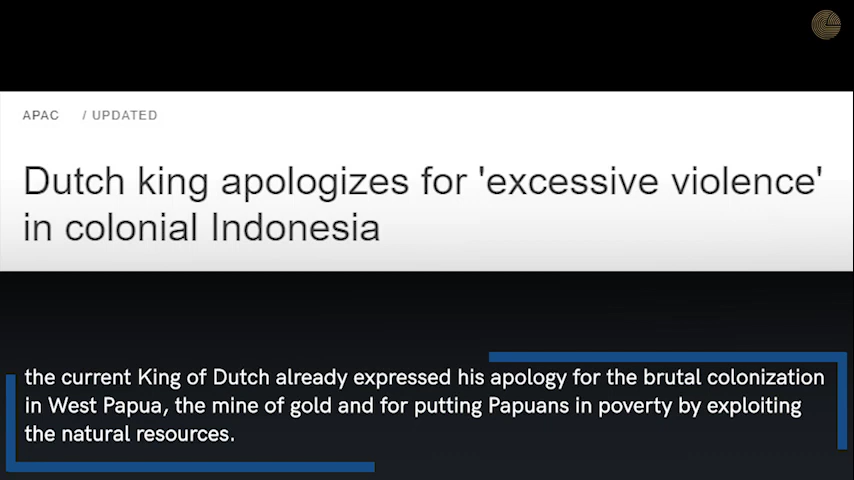 APAC / UPDATED
Dutch king apologizes for 'excessive violence'
in colonial Indonesia
the current King of Dutch already expressed his apology for the brutal colonization
in West Papua, the mine of gold and for putting Papuans in poverty by exploiting
the natural resources.